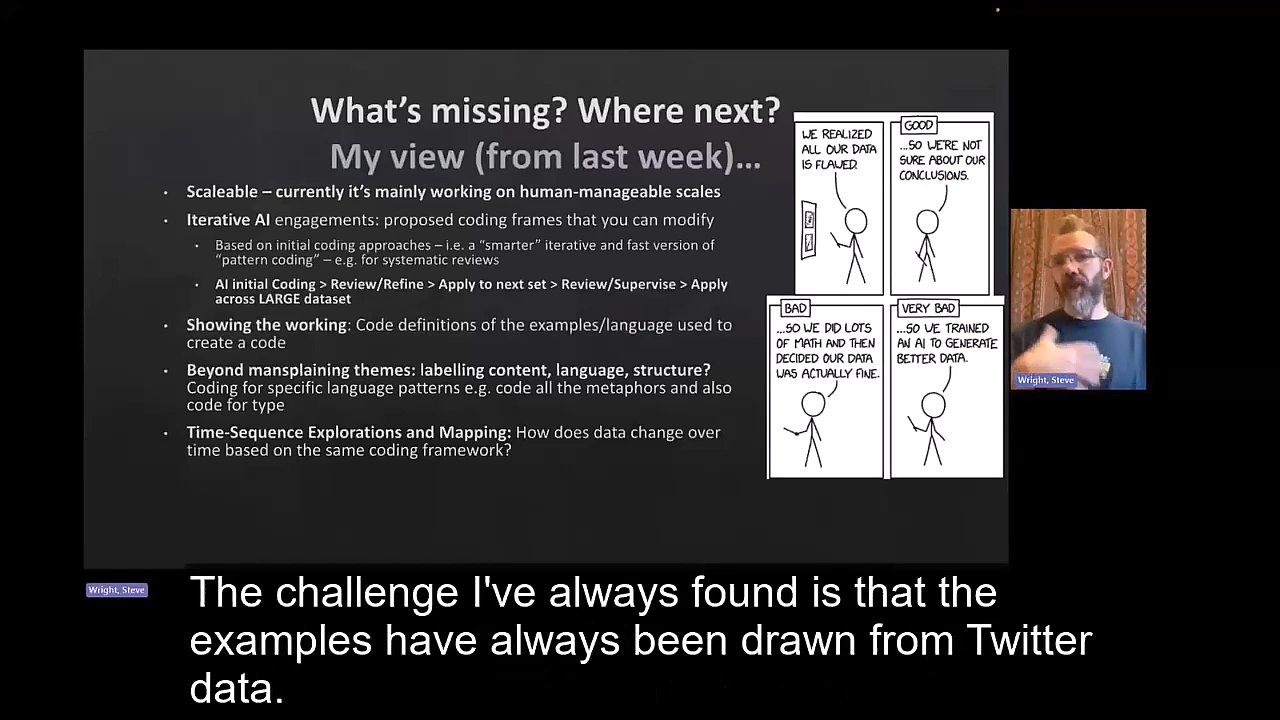 What's missing? Where next?
My view (from last week)…
• Scaleable – currently it's mainly working on human-manageable scales
• Iterative AI engagements: proposed coding frames that you can modify
• Based on initial coding approaches – i.e. a "smarter" iterative and fast version of
"pattern coding" – e.g. for systematic reviews
• AI initial Coding > Review/Refine > Apply to next set > Review/Supervise > Apply
across LARGE dataset
• Showing the working: Code definitions of the examples/language used to
create a code
• Beyond mansplaining themes: labelling content, language, structure?
Coding for specific language patterns e.g. code all the metaphors and also
code for type
• Time-Sequence Explorations and Mapping: How does data change over
time based on the same coding framework?
WE REALIZED
ALL OUR DATA
IS FLAWED.
GOOD
...SO WE'RE NOT
SURE ABOUT OUR
CONCLUSIONS.
BAD
...SO WE DID LOTS
OF MATH AND THEN
DECIDED OUR DATA
WAS ACTUALLY FINE.
VERY BAD
...SO WE TRAINED
AN AI TO GENERATE
BETTER DATA.
Wright, Steve
Wright, Steve
The challenge I've always found is that the
examples have always been drawn from Twitter
data.